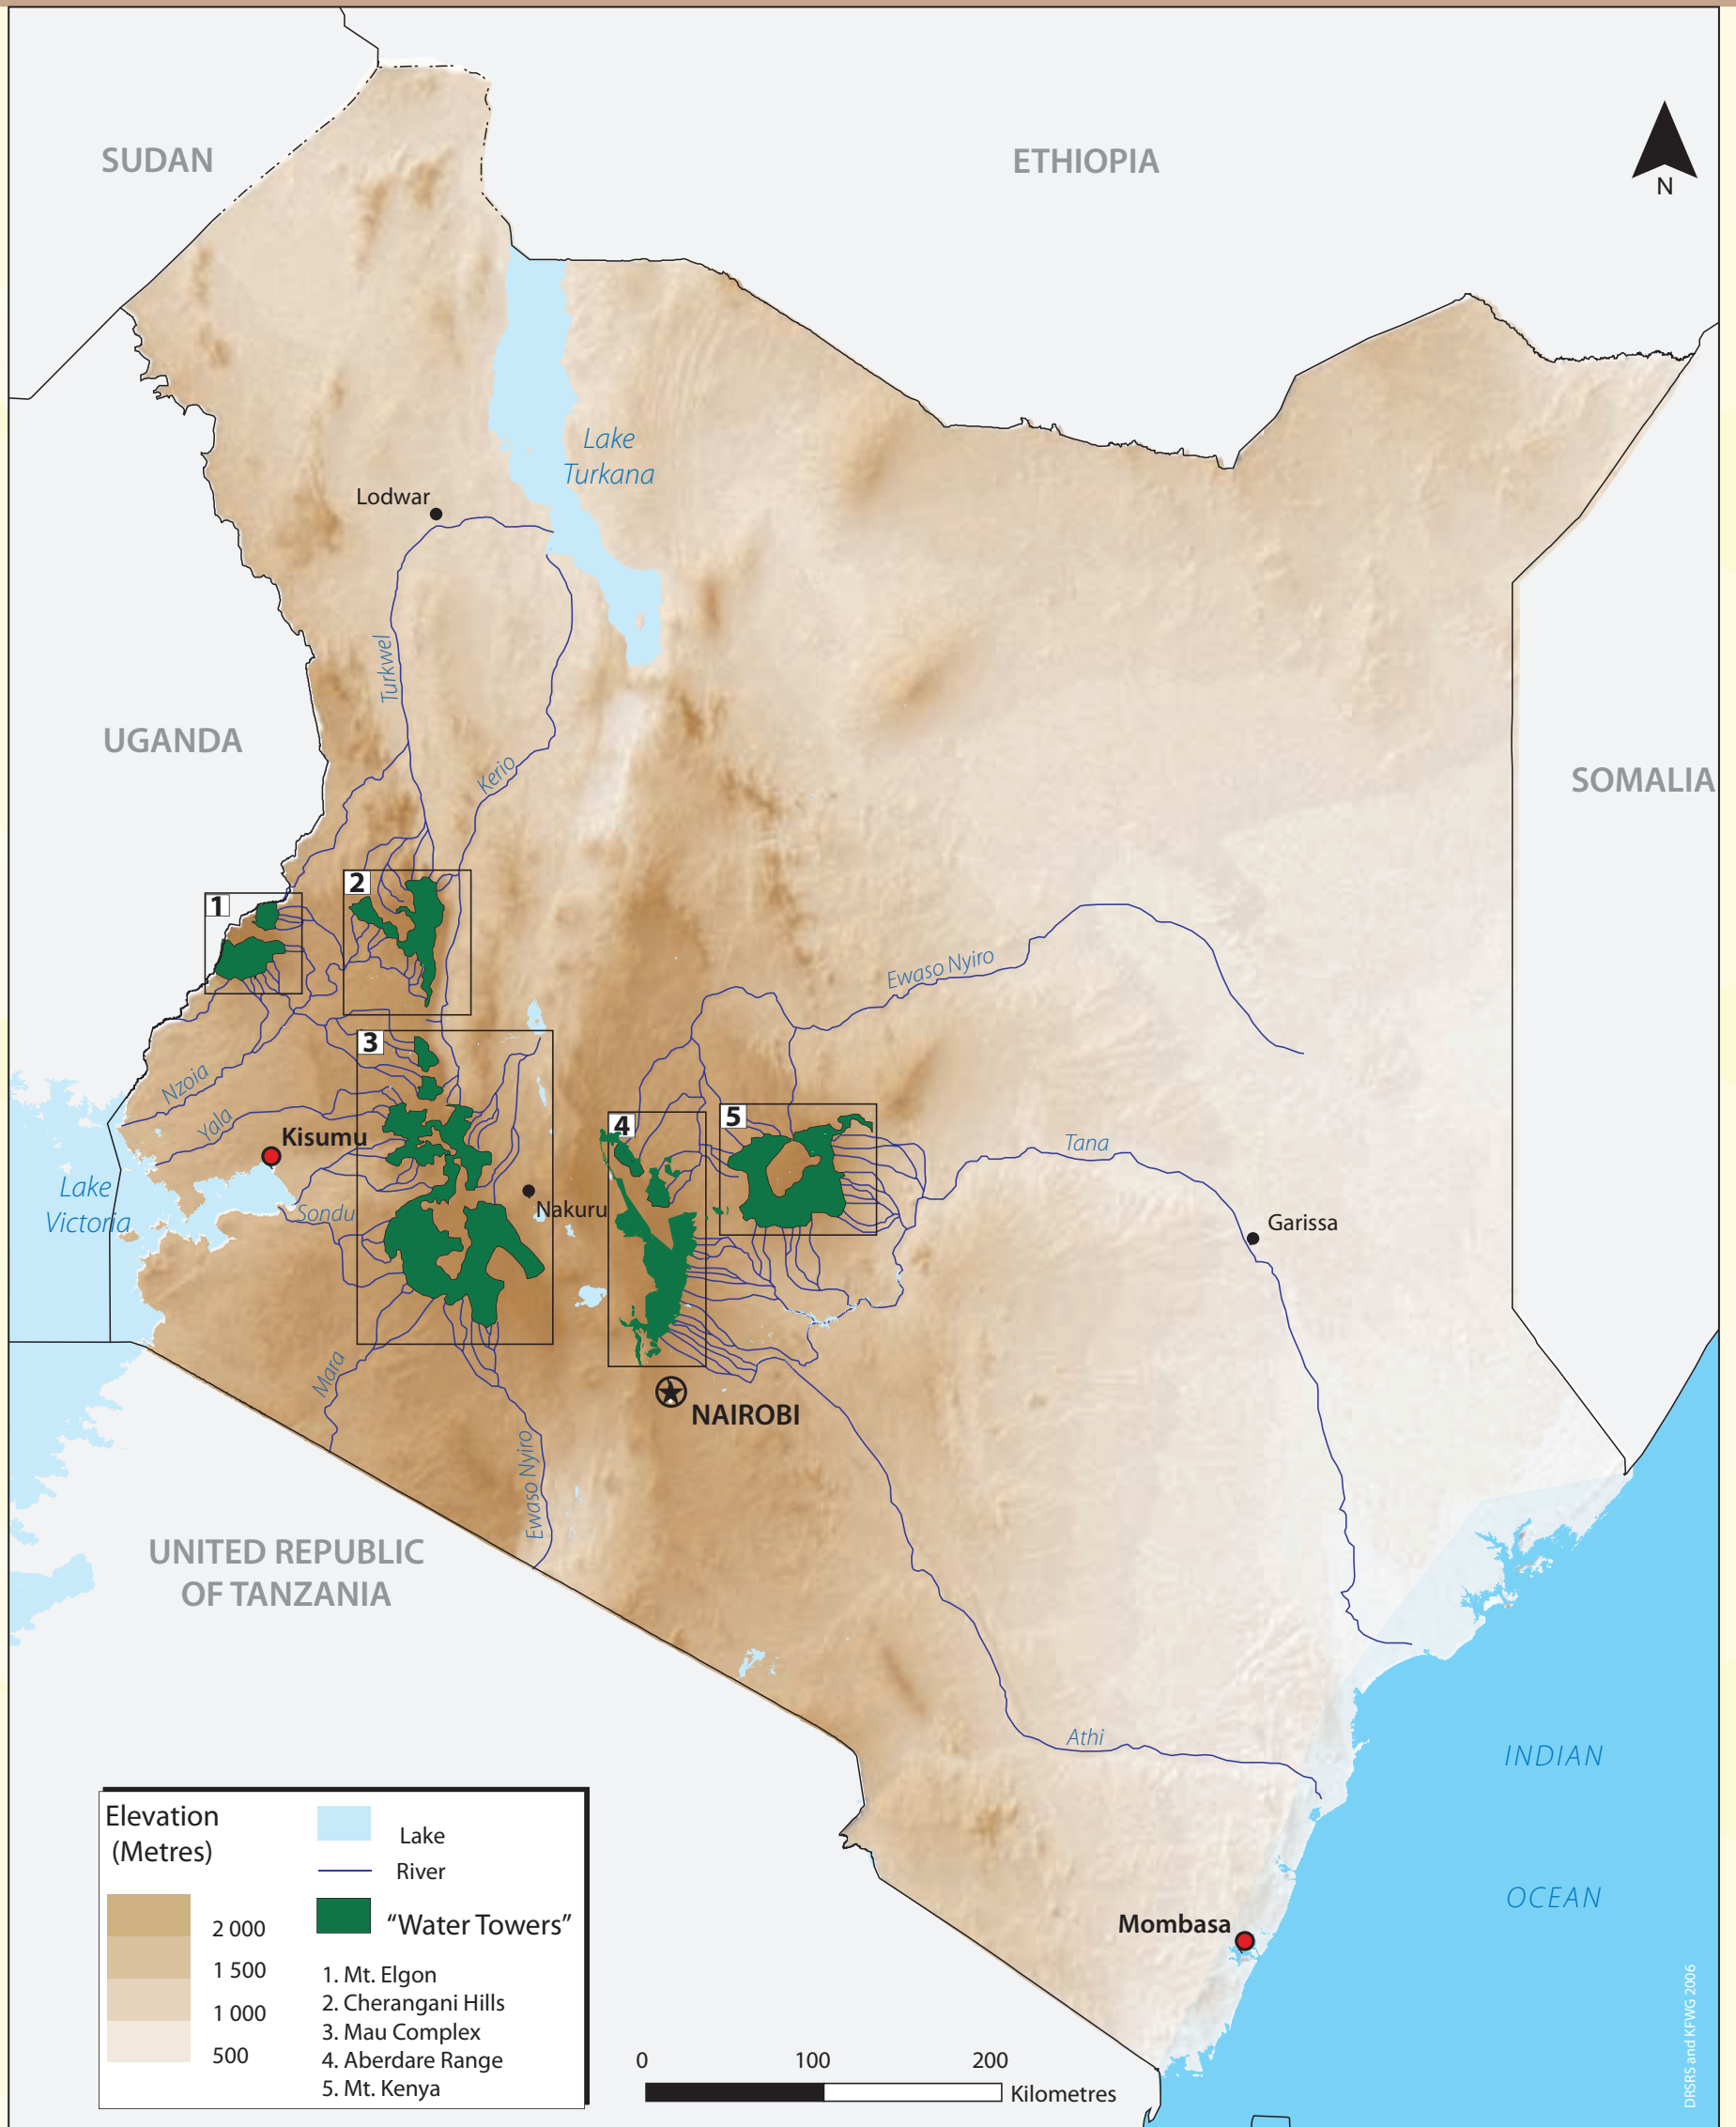 SUDAN
ETHIOPIA
N
Lake
Turkana
Lodwar
Turkwel
UGANDA
Kerio
SOMALIA
2
1
Ewaso Nyiro
3
Nzoia
Yala
Kisumu
4
5
Tana
Lake
Victoria
Sondu
Nakuru
Garissa
Mara
NAIROBI
Ewaso Nyiro
UNITED REPUBLIC
OF TANZANIA
Athi
INDIAN
OCEAN
Mombasa
Elevation
(Metres)
2 000
1 500
1 000
500
Lake
River
“Water Towers”
1. Mt. Elgon
2. Cherangani Hills
3. Mau Complex
4. Aberdare Range
5. Mt. Kenya
0 100 200
Kilometres
DRSRS and KFWG 2006